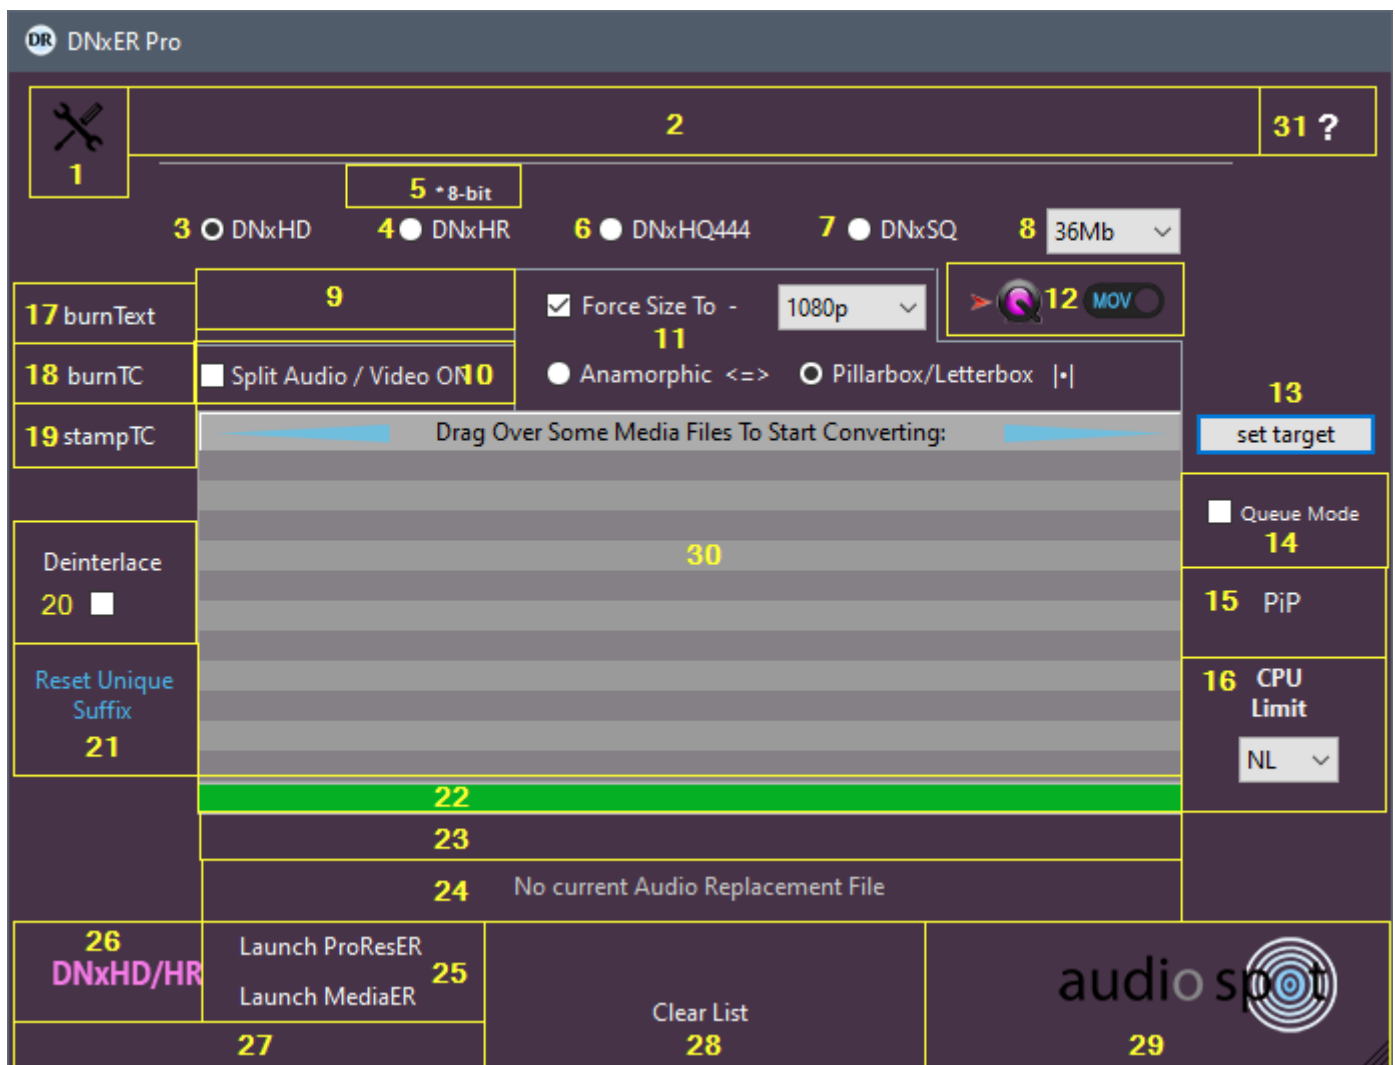 DR DNxER Pro
2
31 ?
1
5 *8-bit
3 DNxHD 4 DNxHR 6 DNxHQ444 7 DNxSQ 8 36Mb
9
17 burnText
Force Size To - 1080p
12 MOV
11
18 burnTC
Split Audio / Video ON 10
Anamorphic <=> Pillarbox/Letterbox |•|
13
19 stampTC
Drag Over Some Media Files To Start Converting:
set target
Queue Mode
14
Deinterlace
20
30
15 PiP
Reset Unique
Suffix
21
16 CPU
Limit
NL
22
23
24 No current Audio Replacement File
26
DNxHD/HR
Launch ProResER
25
Launch MediaER
27
Clear List
28
audio spot
29